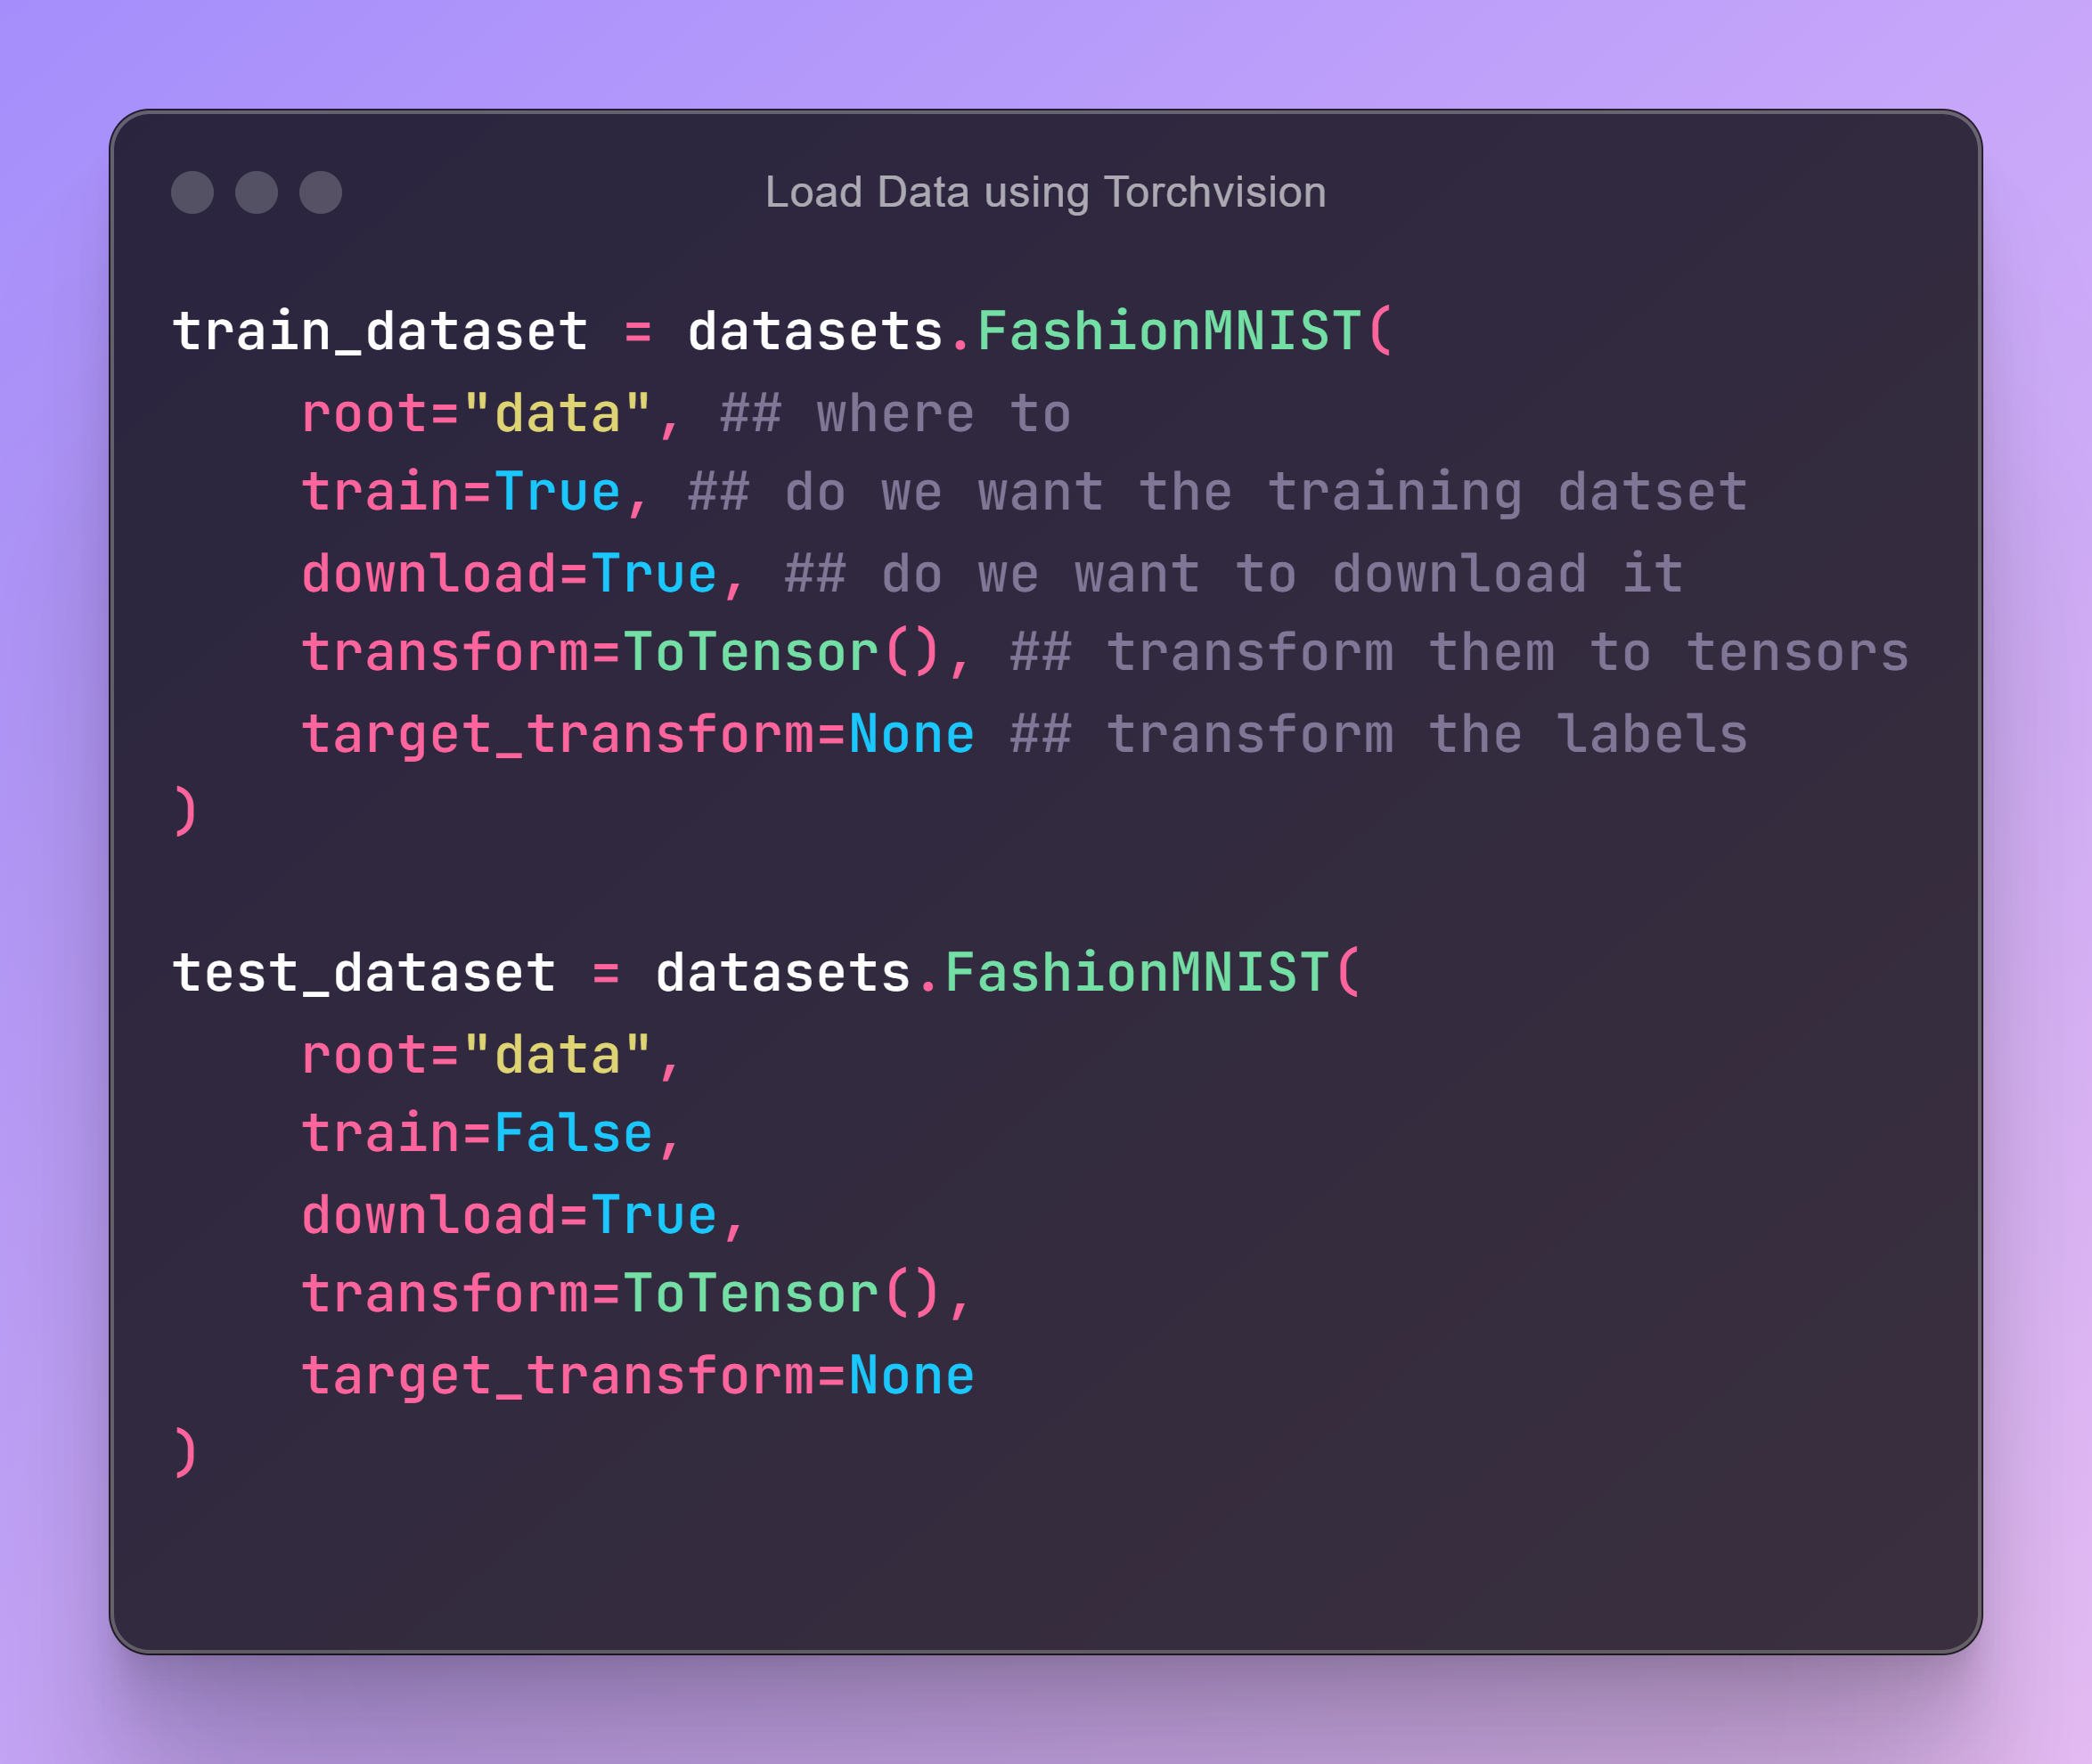 Load Data using Torchvision
train_dataset = datasets.FashionMNIST(
    root="data", ## where to
    train=True, ## do we want the training datset
    download=True, ## do we want to download it
    transform=ToTensor(), ## transform them to tensors
    target_transform=None ## transform the labels
)
test_dataset = datasets.FashionMNIST(
    root="data",
    train=False,
    download=True,
    transform=ToTensor(),
    target_transform=None
)